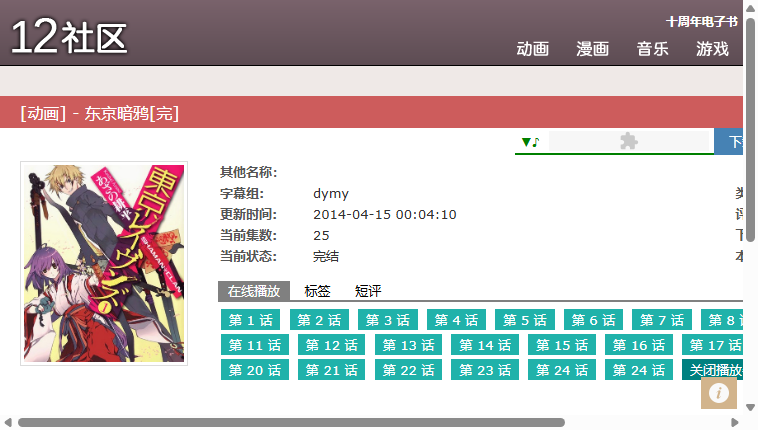 12社区
十周年电子书
动画 漫画 音乐 游戏
[动画] - 东京暗鸦[完]
▼♪
其他名称:
字幕组: dymy
更新时间: 2014-04-15 00:04:10
当前集数: 25
当前状态: 完结
在线播放 标签 短评
第 1 话 第 2 话 第 3 话 第 4 话 第 5 话 第 6 话 第 7 话 第 8
第 11 话 第 12 话 第 13 话 第 14 话 第 15 话 第 16 话 第 17 话
第 20 话 第 21 话 第 22 话 第 23 话 第 24 话 第 24 话 关闭播放
東京レイヴンズ
あざの耕平
SHAMAN*CLAN